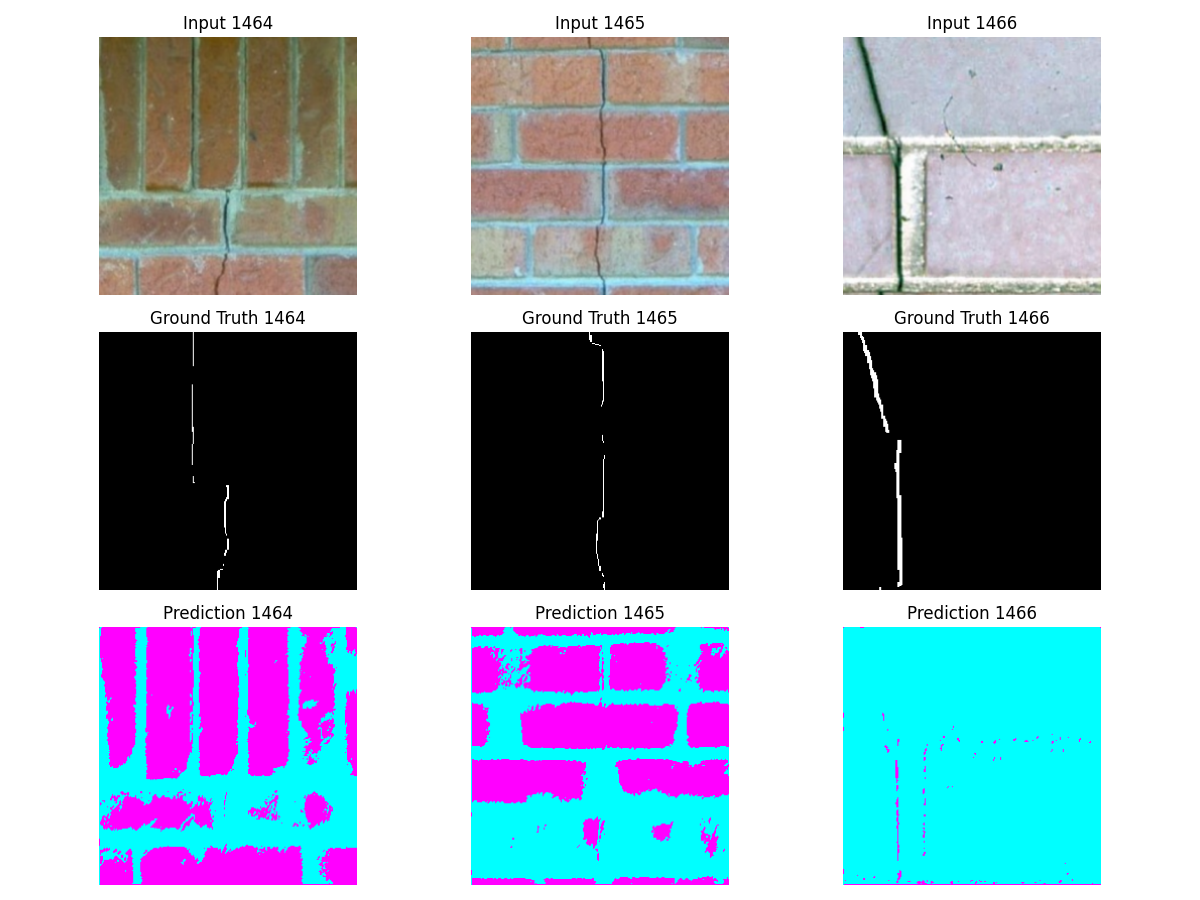 Input 1464
Input 1465
Input 1466
Ground Truth 1464
Ground Truth 1465
Ground Truth 1466
Prediction 1464
Prediction 1465
Prediction 1466